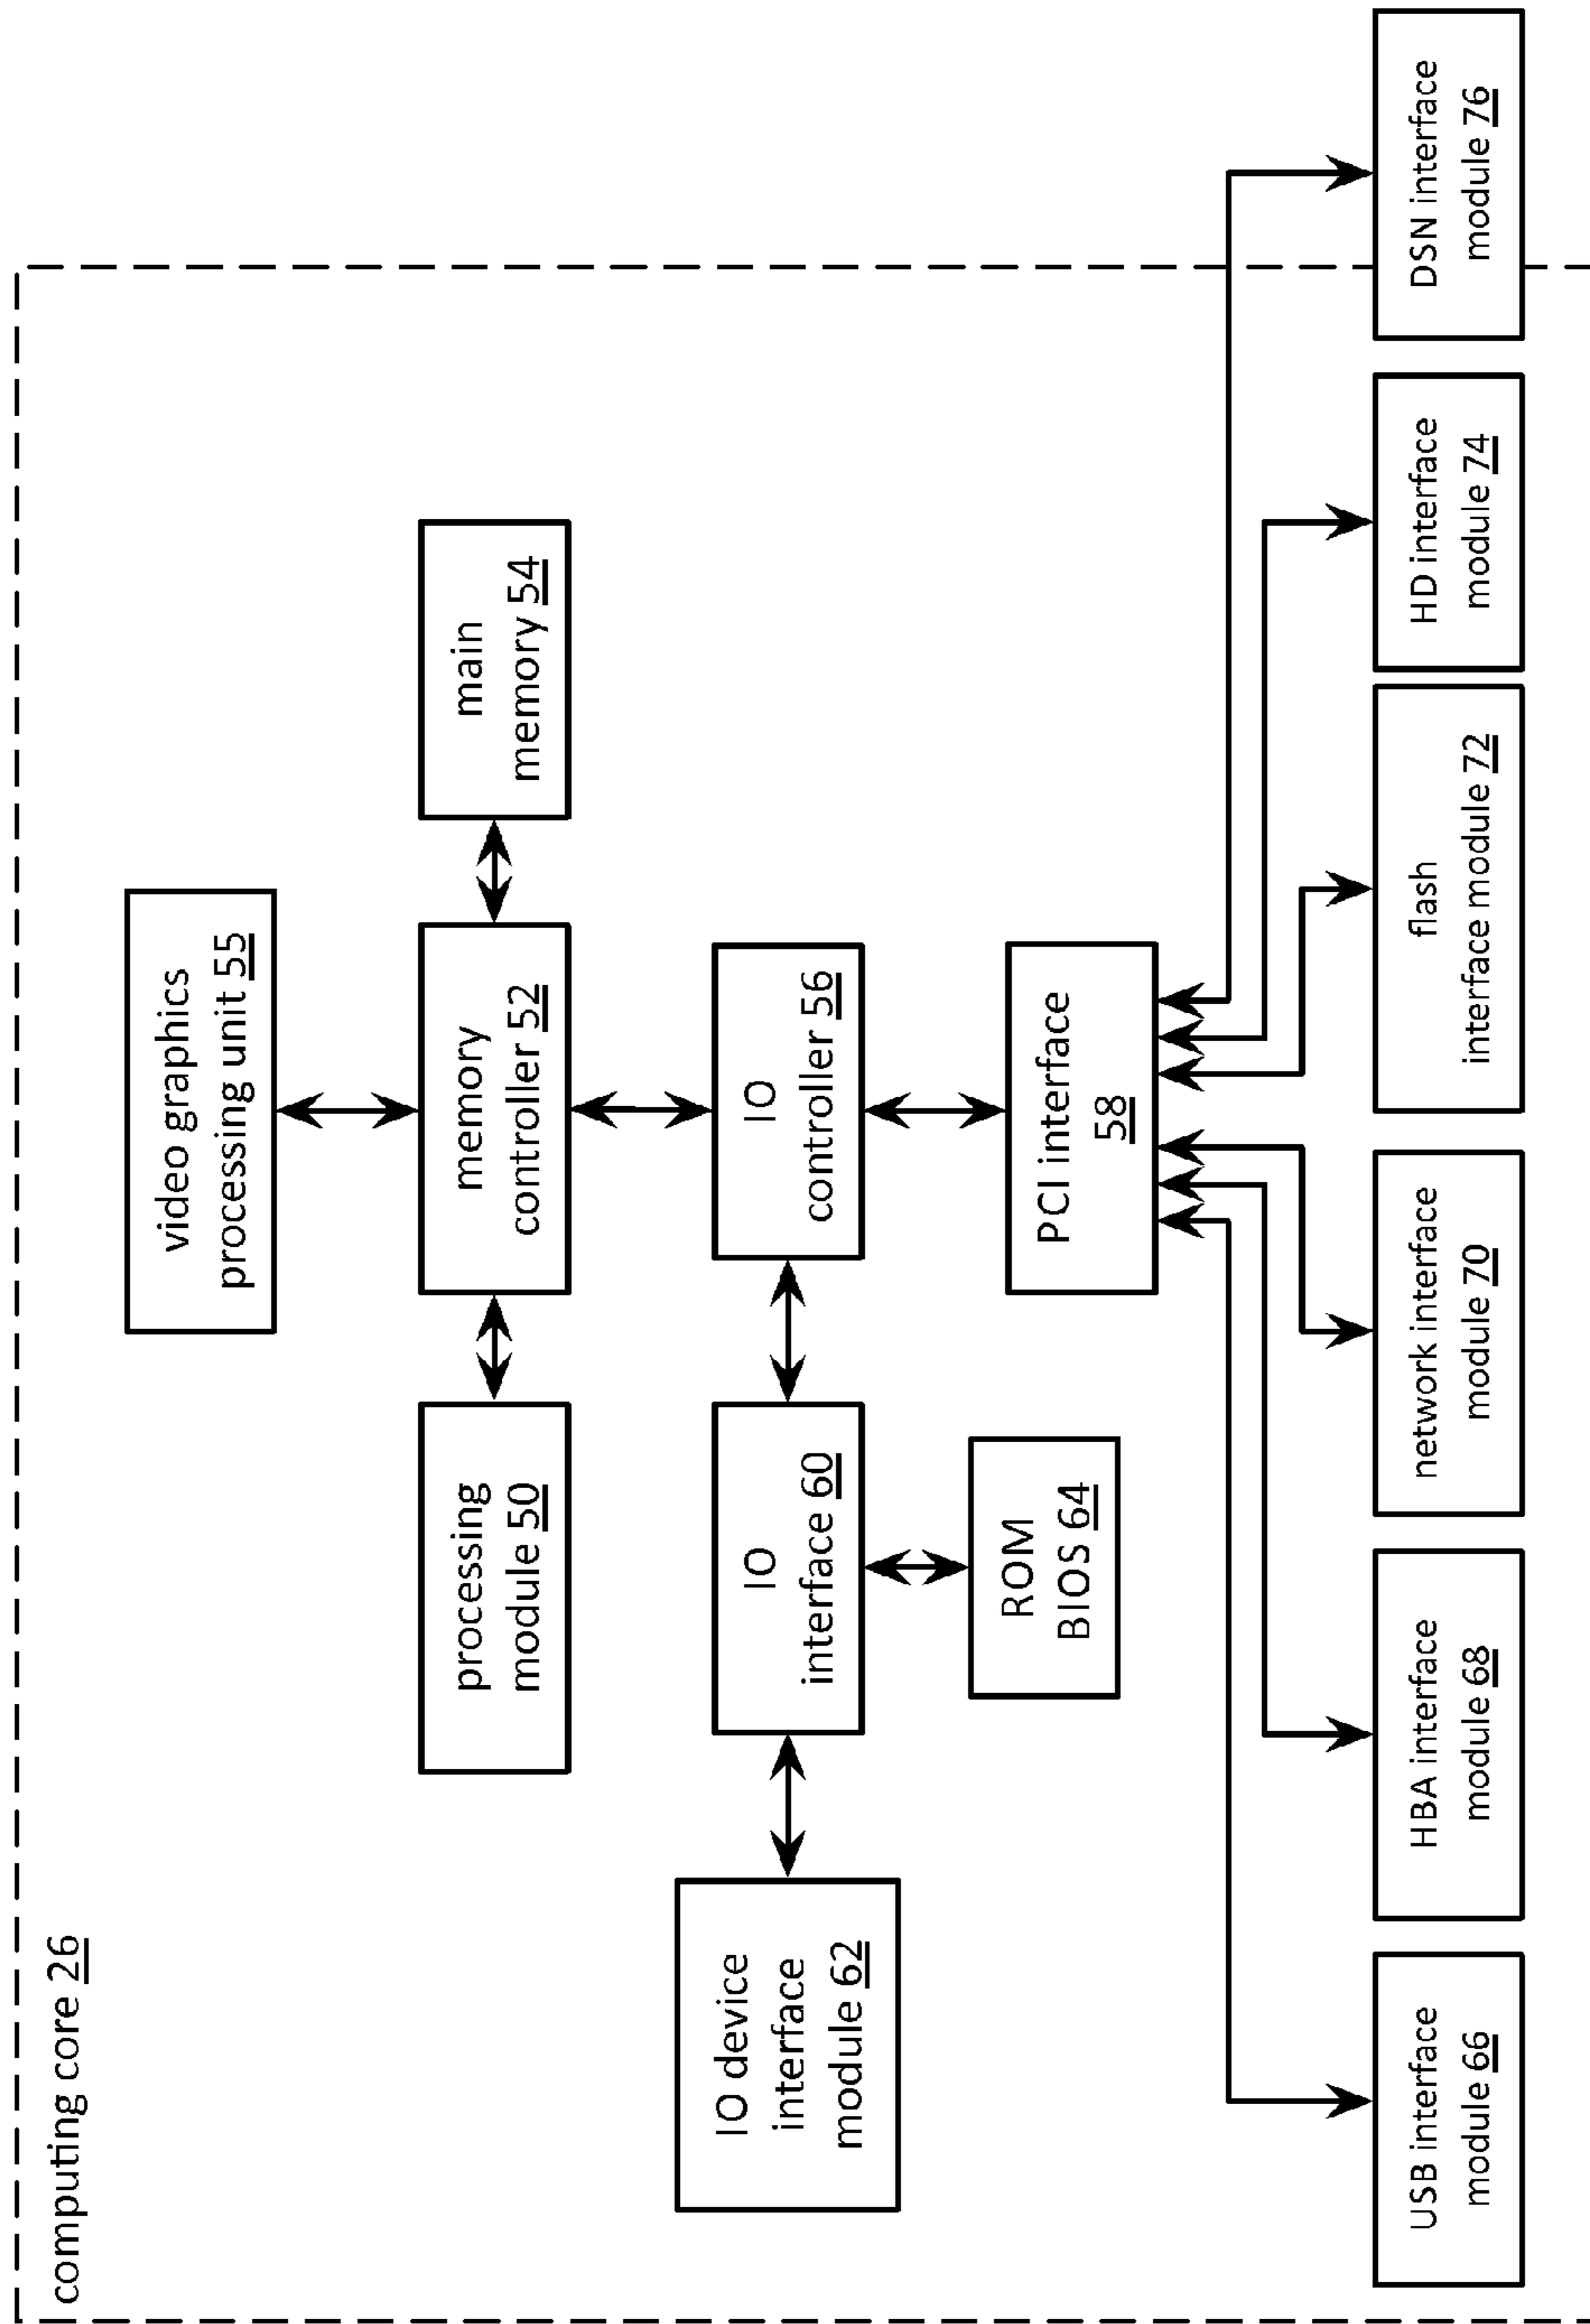 computing core 26
video graphics
processing unit 55
processing
module 50
memory
controller 52
main
memory 54
IO device
interface
module 62
IO
interface 60
IO
controller 56
ROM
BIOS 64
PCI interface
58
USB interface
module 66
HBA interface
module 68
network interface
module 70
flash
interface module 72
HD interface
module 74
DSN interface
module 76